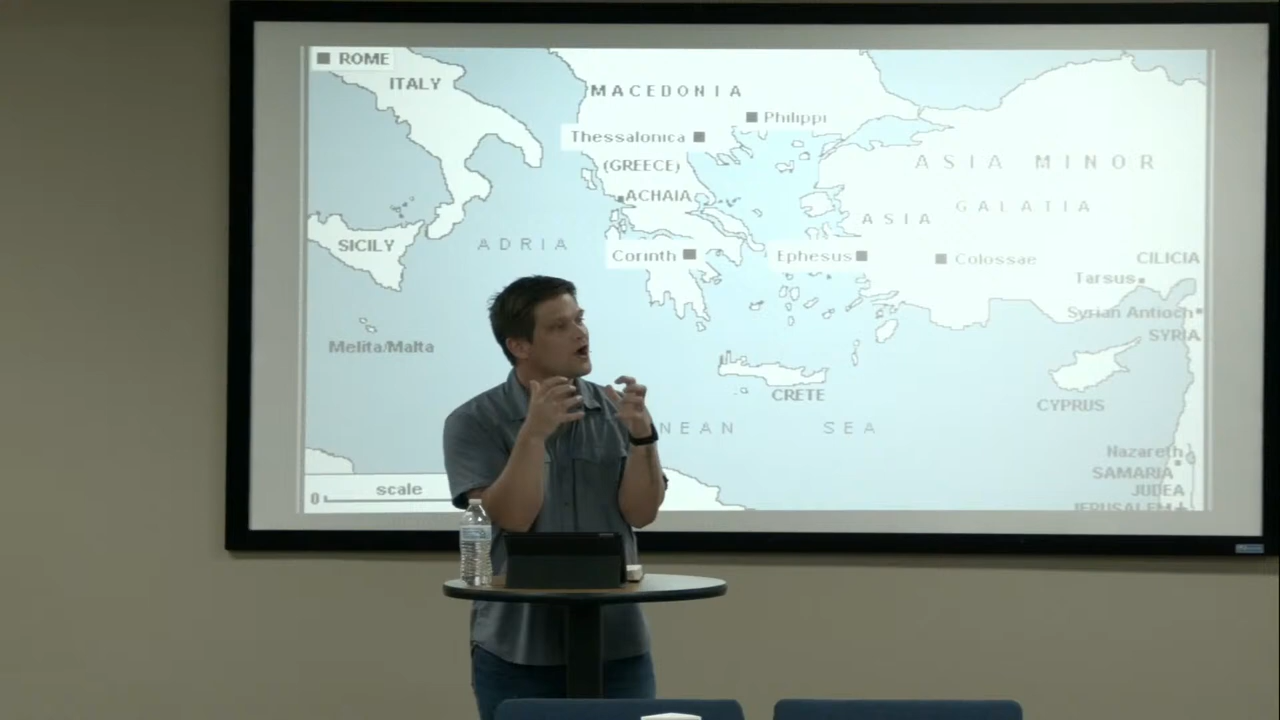 ROME
ITALY
MACEDONIA
Philippi
Thessalonica
(GREECE)
ASIA MINOR
ACHAIA
GALATIA
ASIA
SICILY
ADRIA
Corinth
Ephesus
Colossae
CILICIA
Tarsus
Syrian Antioch
SYRIA
Melita/Malta
CRETE
CYPRUS
NEAN SEA
Nazareth
SAMARIA
JUDEA
JERUSALEM
scale
0